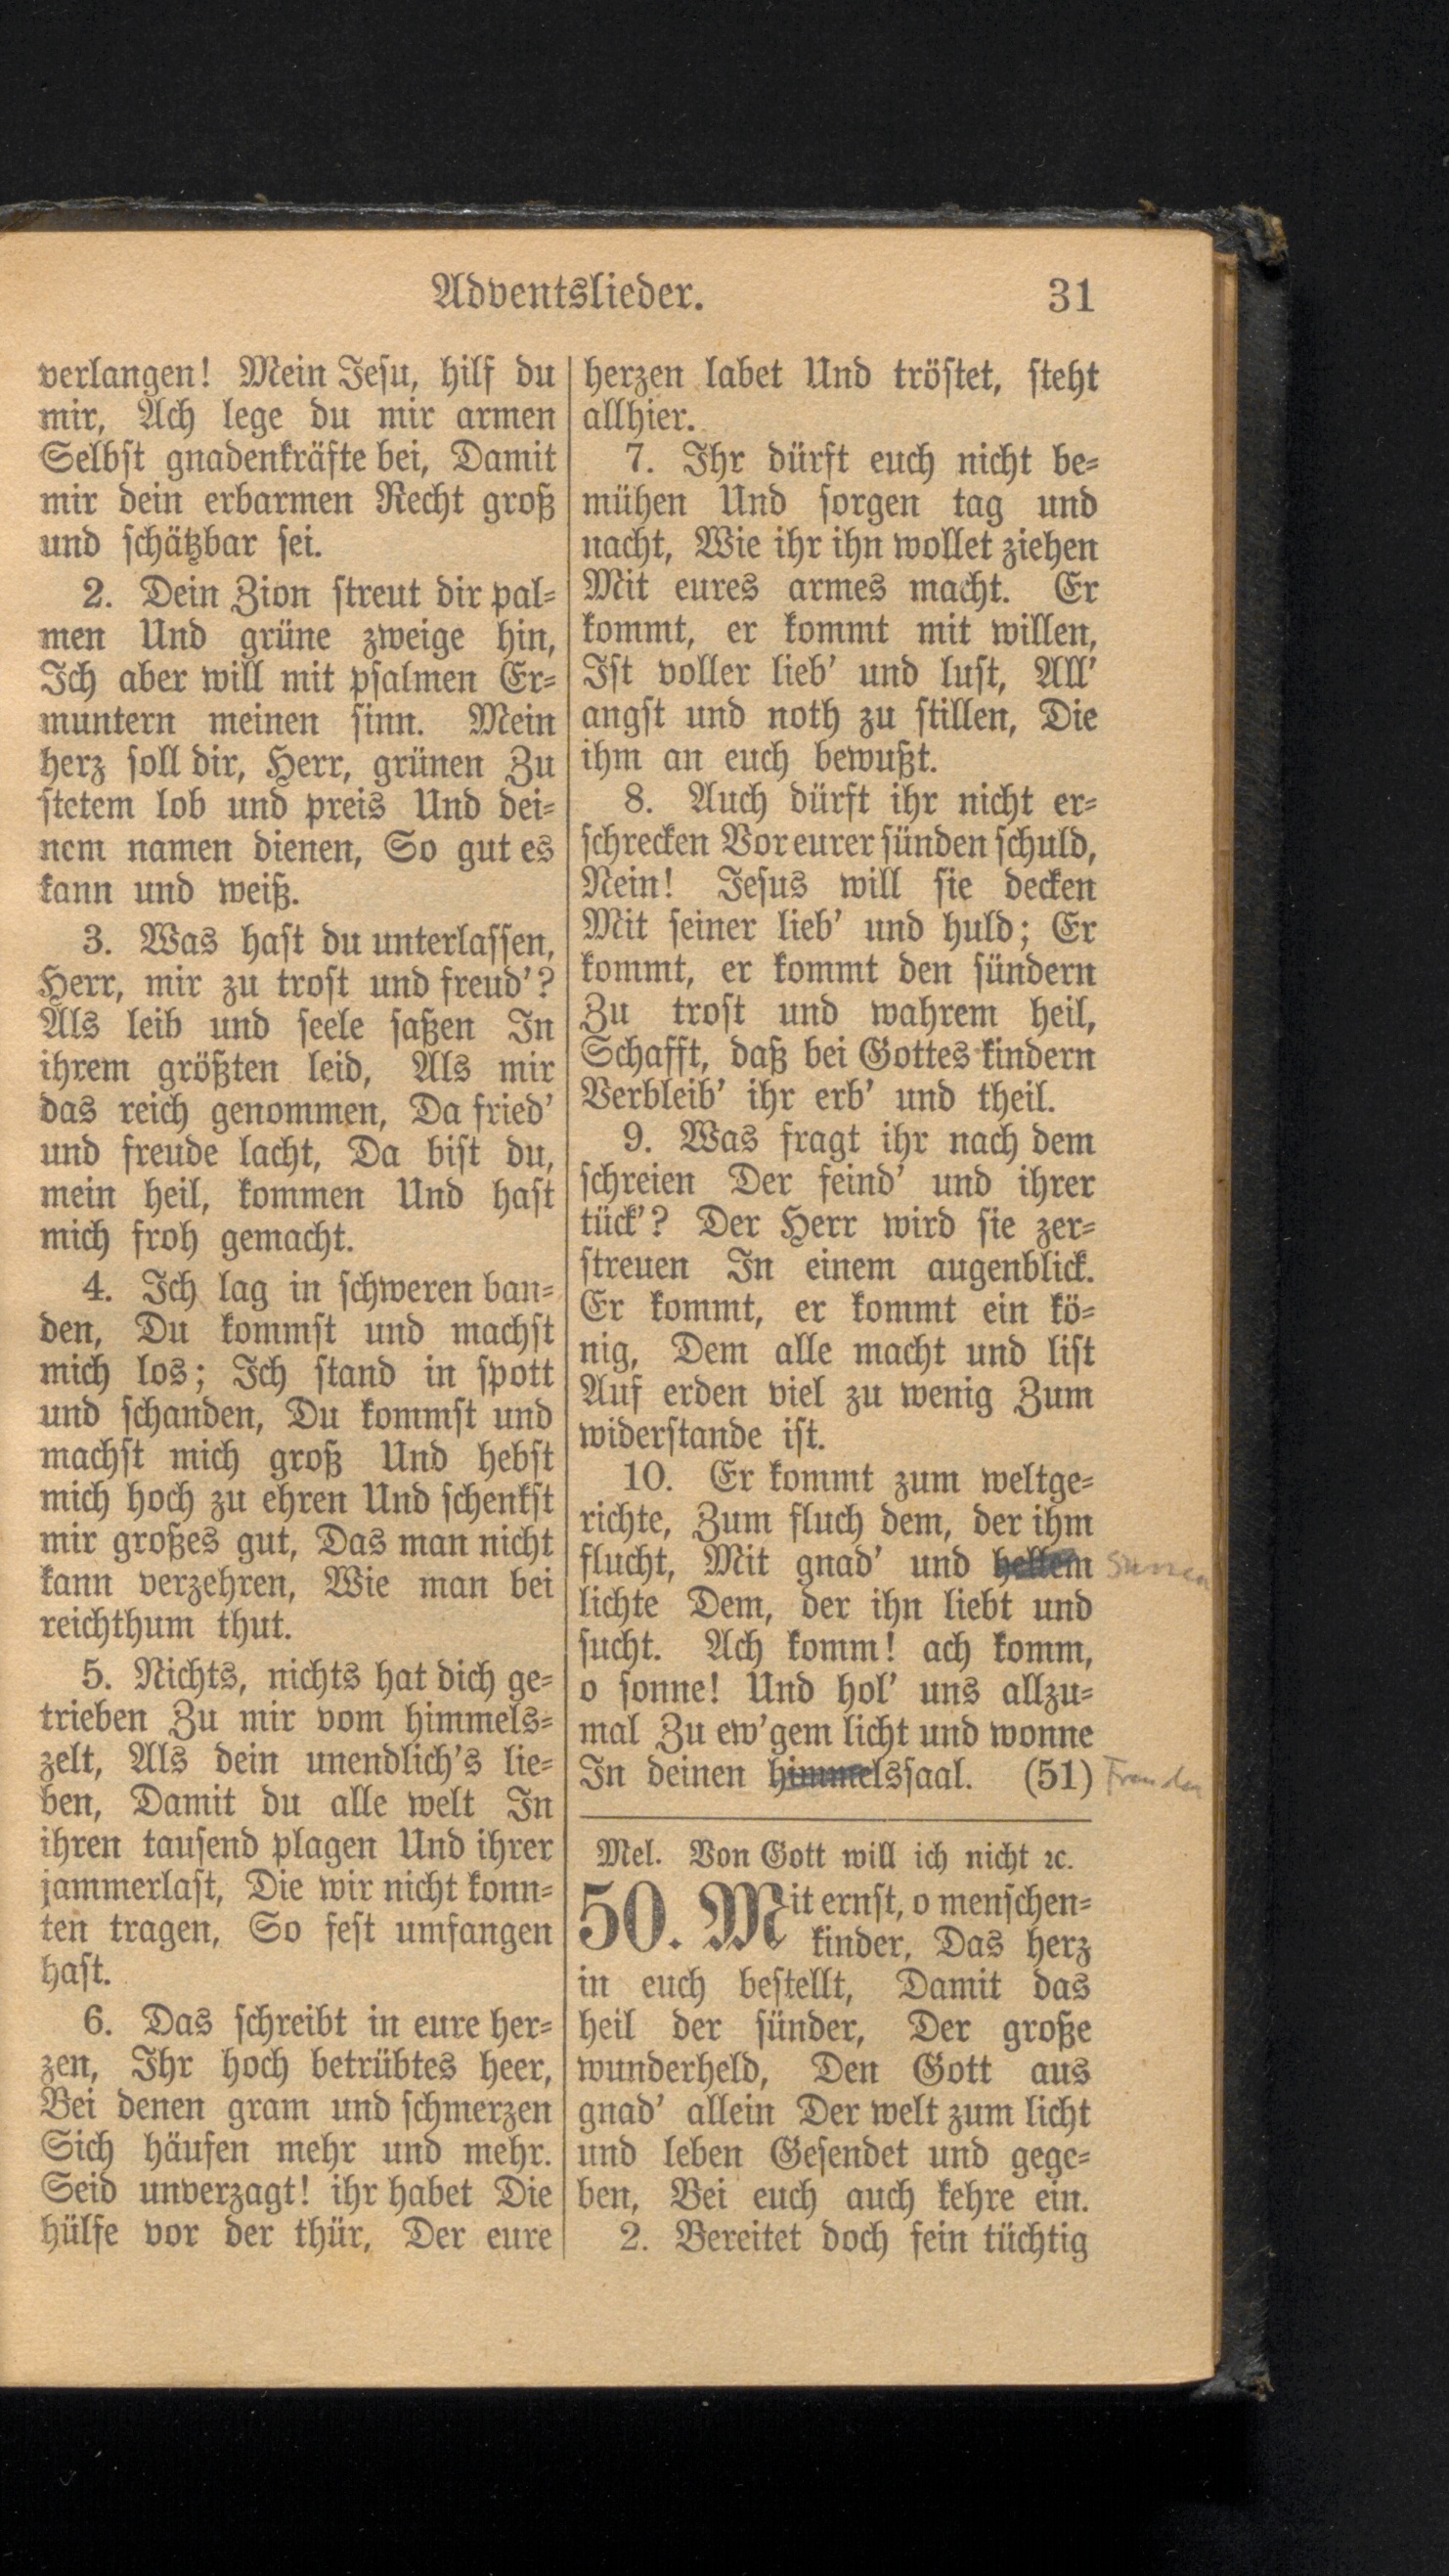 Adventslieder. 31
verlangen! Mein Jesu, hilf du
mir, Ach lege du mir armen
Selbst gnadenkräfte bei, Damit
mir dein erbarmen Recht groß
und schätzbar sei.
2. Dein Zion streut dir pal-
men Und grüne zweige hin,
Ich aber will mit psalmen Er-
muntern meinen sinn. Mein
herz soll dir, Herr, grünen Zu
stetem lob und preis Und dei-
nem namen dienen, So gut es
kann und weiß.
3. Was hast du unterlassen,
Herr, mir zu trost und freud'?
Als leib und seele saßen In
ihrem größten leid, Als mir
das reich genommen, Da fried'
und freude lacht, Da bist du,
mein heil, kommen Und hast
mich froh gemacht.
4. Ich lag in schweren ban-
den, Du kommst und machst
mich los; Ich stand in spott
und schanden, Du kommst und
machst mich groß Und hebst
mich hoch zu ehren Und schenkst
mir großes gut, Das man nicht
kann verzehren, Wie man bei
reichthum thut.
5. Nichts, nichts hat dich ge-
trieben Zu mir vom himmels-
zelt, Als dein unendlich's lie-
ben, Damit du alle welt In
ihren tausend plagen Und ihrer
jammerlast, Die wir nicht konn-
ten tragen, So fest umfangen
hast.
6. Das schreibt in eure her-
zen, Ihr hoch betrübtes heer,
Bei denen gram und schmerzen
Sich häufen mehr und mehr.
Seid unverzagt! ihr habet Die
hülfe vor der thür, Der eure
herzen labet Und tröstet, steht
allhier.
7. Ihr dürft euch nicht be-
mühen Und sorgen tag und
nacht, Wie ihr ihn wollet ziehen
Mit eures armes macht. Er
kommt, er kommt mit willen,
Ist voller lieb' und lust, All'
angst und noth zu stillen, Die
ihm an euch bewußt.
8. Auch dürft ihr nicht er-
schrecken Vor eurer sünden schuld,
Nein! Jesus will sie decken
Mit seiner lieb' und huld; Er
kommt, er kommt den sündern
Zu trost und wahrem heil,
Schafft, daß bei Gottes kindern
Verbleib' ihr erb' und theil.
9. Was fragt ihr nach dem
schreien Der feind' und ihrer
tück'? Der Herr wird sie zer-
streuen In einem augenblick.
Er kommt, er kommt ein kö-
nig, Dem alle macht und list
Auf erden viel zu wenig Zum
widerstande ist.
10. Er kommt zum weltge-
richte, Zum fluch dem, der ihm
flucht, Mit gnad' und hellem
lichte Dem, der ihn liebt und
sucht. Ach komm! ach komm,
o sonne! Und hol' uns allzu-
mal Zu ew'gem licht und wonne
In deinen himmelssaal. (51) Freuden
Mel. Von Gott will ich nicht ꝛc.
50. Mit ernst, o menschen-
kinder, Das herz
in euch bestellt, Damit das
heil der sünder, Der große
wunderheld, Den Gott aus
gnad' allein Der welt zum licht
und leben Gesendet und gege-
ben, Bei euch auch kehre ein.
2. Bereitet doch fein tüchtig